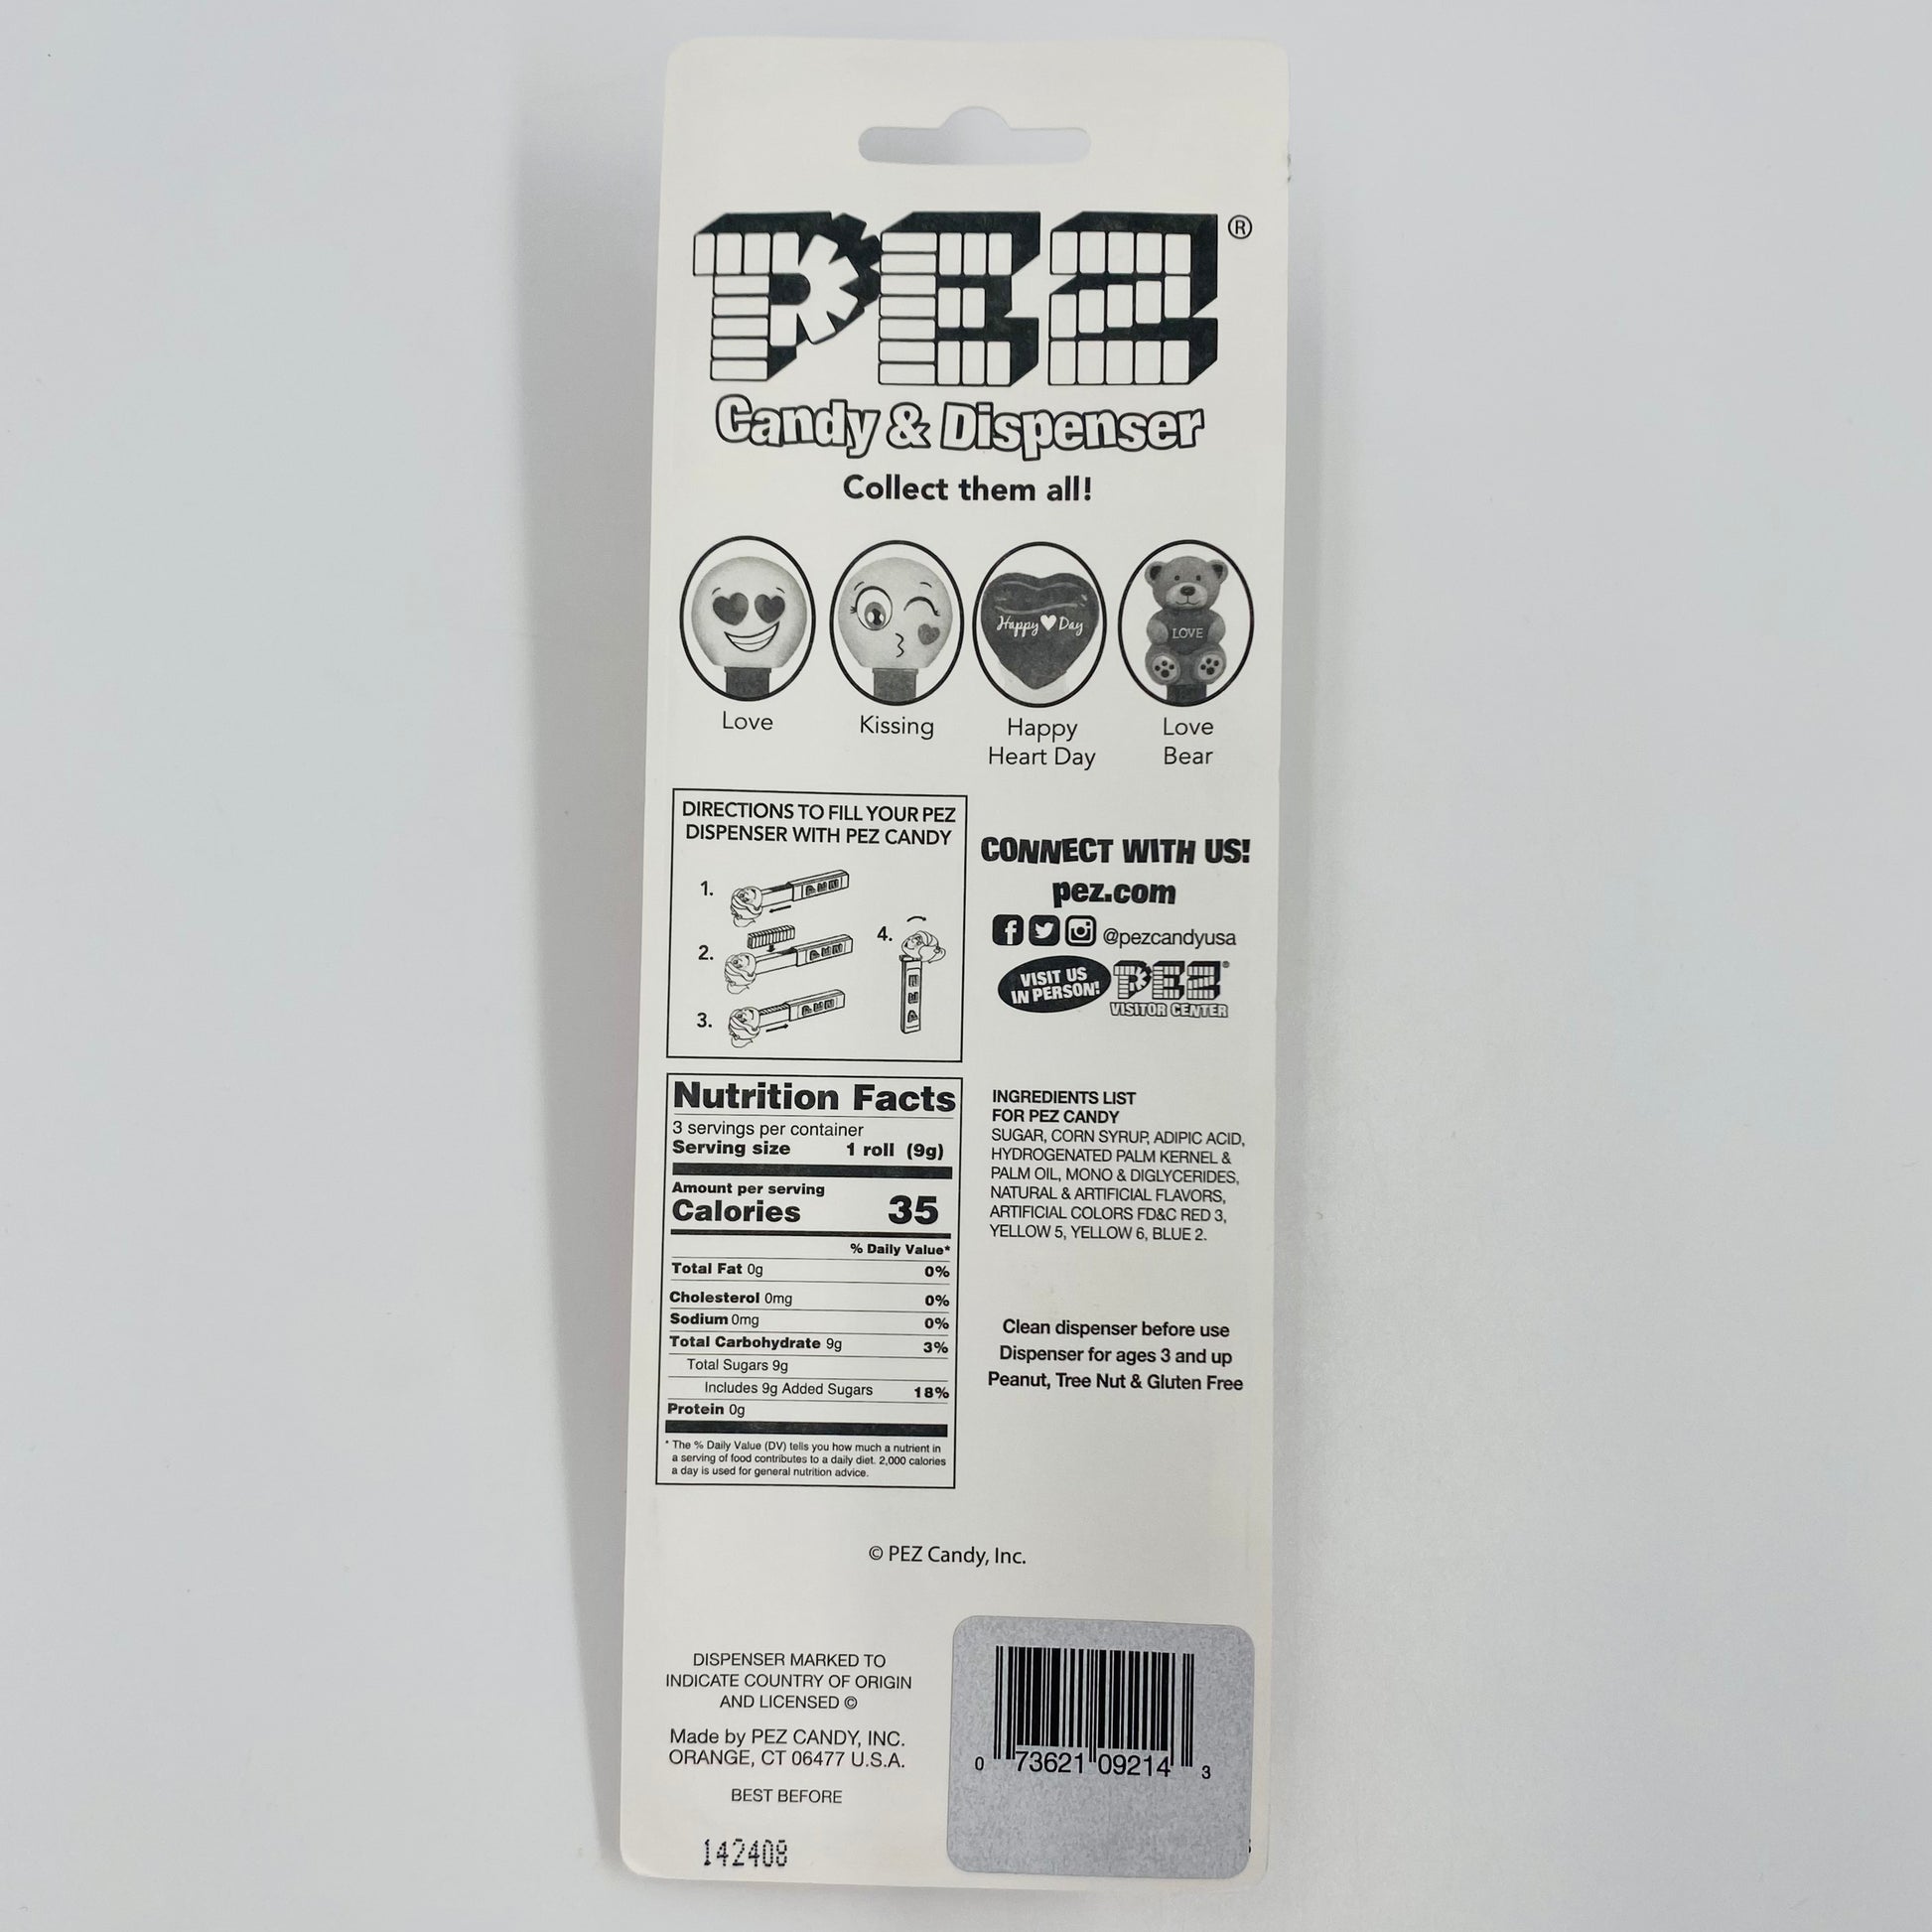 PEZ®
Candy & Dispenser
Collect them all!
Happy Day
LOVE
Love
Kissing
Happy
Heart Day
Love
Bear
DIRECTIONS TO FILL YOUR PEZ
DISPENSER WITH PEZ CANDY
1.
2.
3.
4.
CONNECT WITH US!
pez.com
@pezcandyusa
VISIT US
IN PERSON!
PEZ®
VISITOR CENTER
Nutrition Facts
3 servings per container
Serving size 1 roll (9g)
Amount per serving
Calories 35
% Daily Value*
Total Fat 0g 0%
Cholesterol 0mg 0%
Sodium 0mg 0%
Total Carbohydrate 9g 3%
Total Sugars 9g
Includes 9g Added Sugars 18%
Protein 0g
* The % Daily Value (DV) tells you how much a nutrient in
a serving of food contributes to a daily diet. 2,000 calories
a day is used for general nutrition advice.
INGREDIENTS LIST
FOR PEZ CANDY
SUGAR, CORN SYRUP, ADIPIC ACID,
HYDROGENATED PALM KERNEL &
PALM OIL, MONO & DIGLYCERIDES,
NATURAL & ARTIFICIAL FLAVORS,
ARTIFICIAL COLORS FD&C RED 3,
YELLOW 5, YELLOW 6, BLUE 2.
Clean dispenser before use
Dispenser for ages 3 and up
Peanut, Tree Nut & Gluten Free
© PEZ Candy, Inc.
DISPENSER MARKED TO
INDICATE COUNTRY OF ORIGIN
AND LICENSED ©
Made by PEZ CANDY, INC.
ORANGE, CT 06477 U.S.A.
BEST BEFORE
142408
0 73621 09214 3